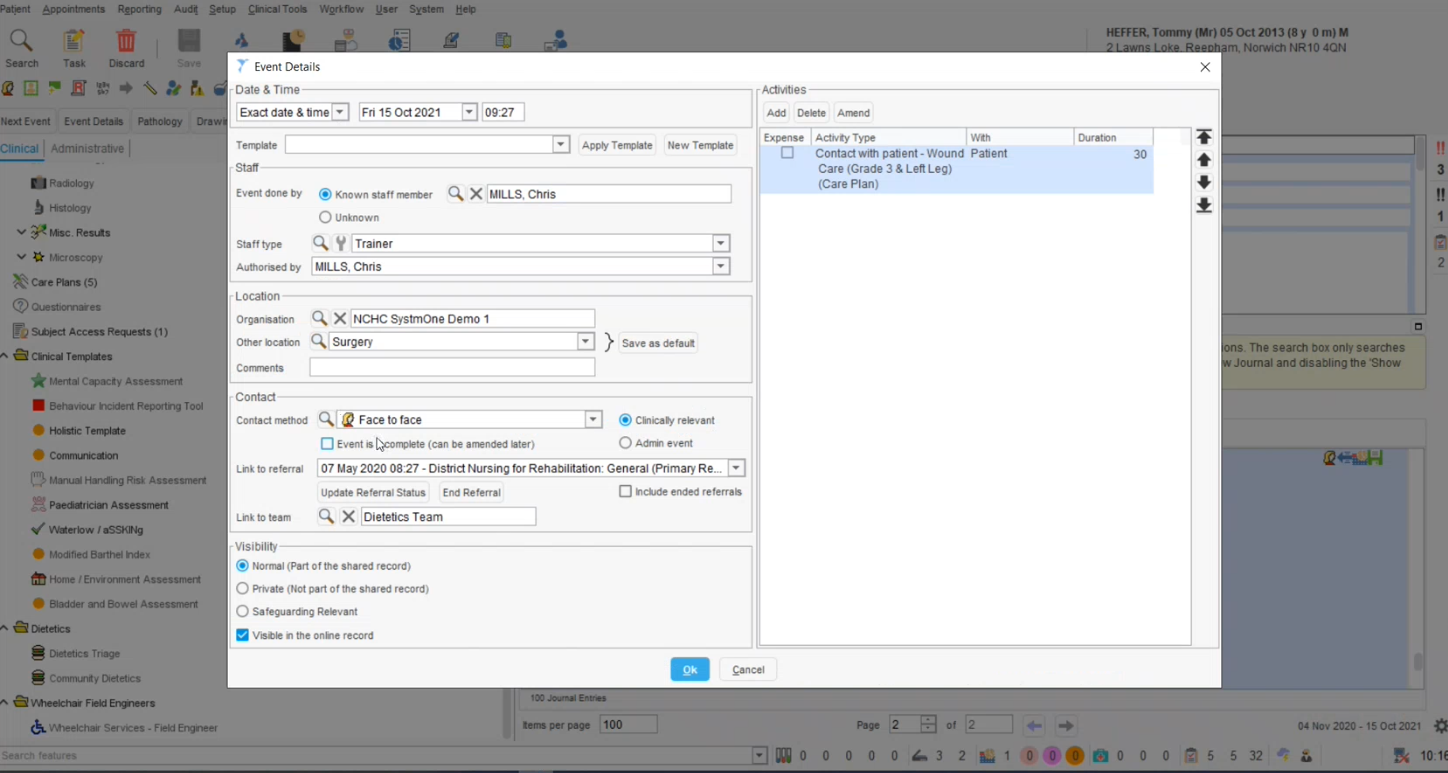 Patient Appointments Reporting Audit Setup Clinical Tools Workflow User System Help
HEFFER, Tommy (Mr) 05 Oct 2013 (8 y 0 m) M
2 Lawns Loke, Reepham, Norwich NR10 4QN
Search Task Discard Save
Next Event Event Details Pathology
Clinical Administrative
Radiology
Histology
Misc. Results
Microscopy
Care Plans (5)
Questionnaires
Subject Access Requests (1)
Clinical Templates
Mental Capacity Assessment
Behaviour Incident Reporting Tool
Holistic Template
Communication
Manual Handling Risk Assessment
Paediatrician Assessment
Waterlow / aSSKINg
Modified Barthel Index
Home / Environment Assessment
Bladder and Bowel Assessment
Dietetics
Dietetics Triage
Community Dietetics
Wheelchair Field Engineers
Wheelchair Services - Field Engineer
Search features
Event Details
Date & Time
Exact date & time Fri 15 Oct 2021 09:27
Template Apply Template New Template
Staff
Event done by Known staff member MILLS, Chris
Unknown
Staff type Trainer
Authorised by MILLS, Chris
Location
Organisation NCHC SystmOne Demo 1
Other location Surgery } Save as default
Comments
Contact
Contact method Face to face Clinically relevant
Event is incomplete (can be amended later) Admin event
Link to referral 07 May 2020 08:27 - District Nursing for Rehabilitation: General (Primary Re...
Update Referral Status End Referral Include ended referrals
Link to team Dietetics Team
Visibility
Normal (Part of the shared record)
Private (Not part of the shared record)
Safeguarding Relevant
Visible in the online record
Activities
Add Delete Amend
Expense Activity Type With Duration
Contact with patient - Wound Patient 30
Care (Grade 3 & Left Leg)
(Care Plan)
Ok Cancel
!! 3
!! 1
2
ions. The search box only searches
w Journal and disabling the 'Show
100 Journal Entries
Items per page 100 Page 2 of 2 04 Nov 2020 - 15 Oct 2021
0 0 0 0 0 3 2 1 0 0 0 0 0 0 5 5 32 10:16